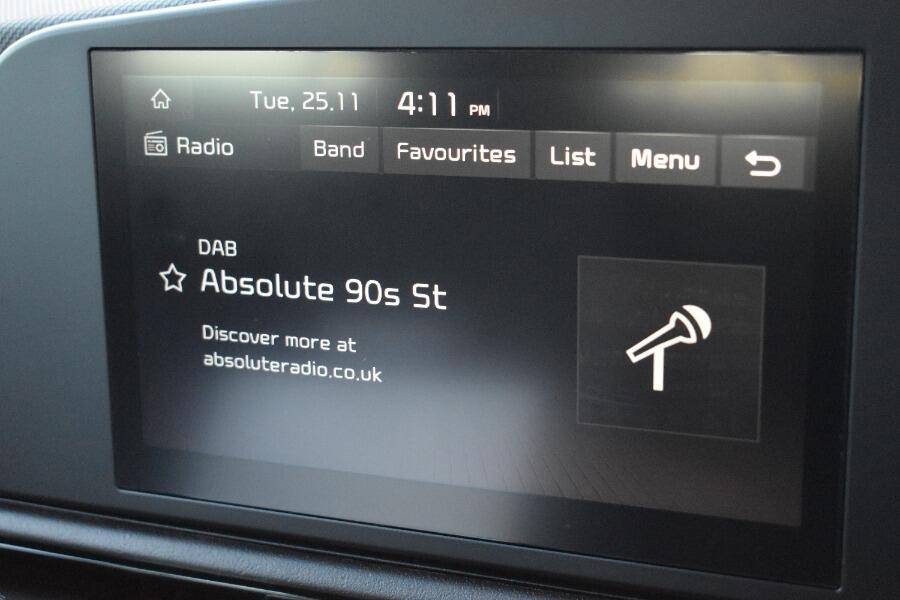 Tue, 25.11 4:11 PM
Radio Band Favourites List Menu
DAB
Absolute 90s St
Discover more at
absoluteradio.co.uk